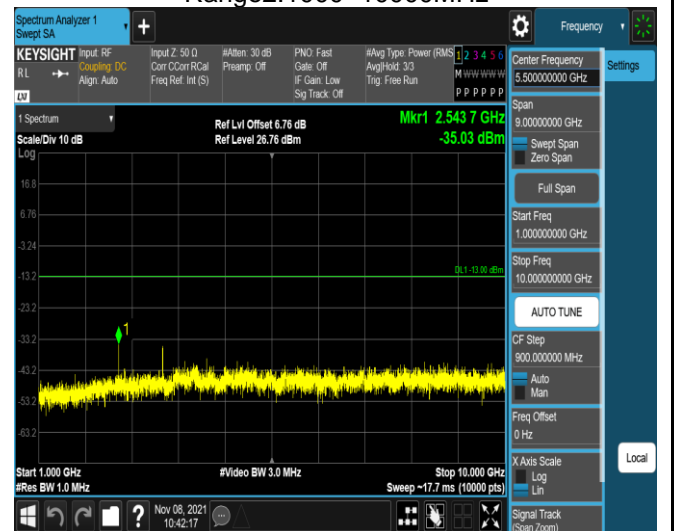 Spectrum Analyzer 1
Swept SA
+
Frequency
KEYSIGHT
RL
LXI
Input: RF
Coupling: DC
Align: Auto
Input Z: 50 Ω
Corr CCorr RCal
Freq Ref: Int (S)
#Atten: 30 dB
Preamp: Off
PNO: Fast
Gate: Off
IF Gain: Low
Sig Track: Off
#Avg Type: Power (RMS
Avg|Hold: 3/3
Trig: Free Run
1 2 3 4 5 6
M W W W W W
P P P P P P
1 Spectrum
Scale/Div 10 dB
Log
Ref Lvl Offset 6.76 dB
Ref Level 26.76 dBm
Mkr1 2.543 7 GHz
-35.03 dBm
16.8
6.76
-3.24
-13.2
-23.2
-33.2
-43.2
-53.2
-63.2
DL1 -13.00 dBm
1
Start 1.000 GHz
#Res BW 1.0 MHz
#Video BW 3.0 MHz
Stop 10.000 GHz
Sweep ~17.7 ms (10000 pts)
Center Frequency
5.500000000 GHz
Settings
Span
9.00000000 GHz
Swept Span
Zero Span
Full Span
Start Freq
1.000000000 GHz
Stop Freq
10.000000000 GHz
AUTO TUNE
CF Step
900.000000 MHz
Auto
Man
Freq Offset
0 Hz
X Axis Scale
Log
Lin
Local
Signal Track
(Span Zoom)
?
Nov 08, 2021
10:42:17